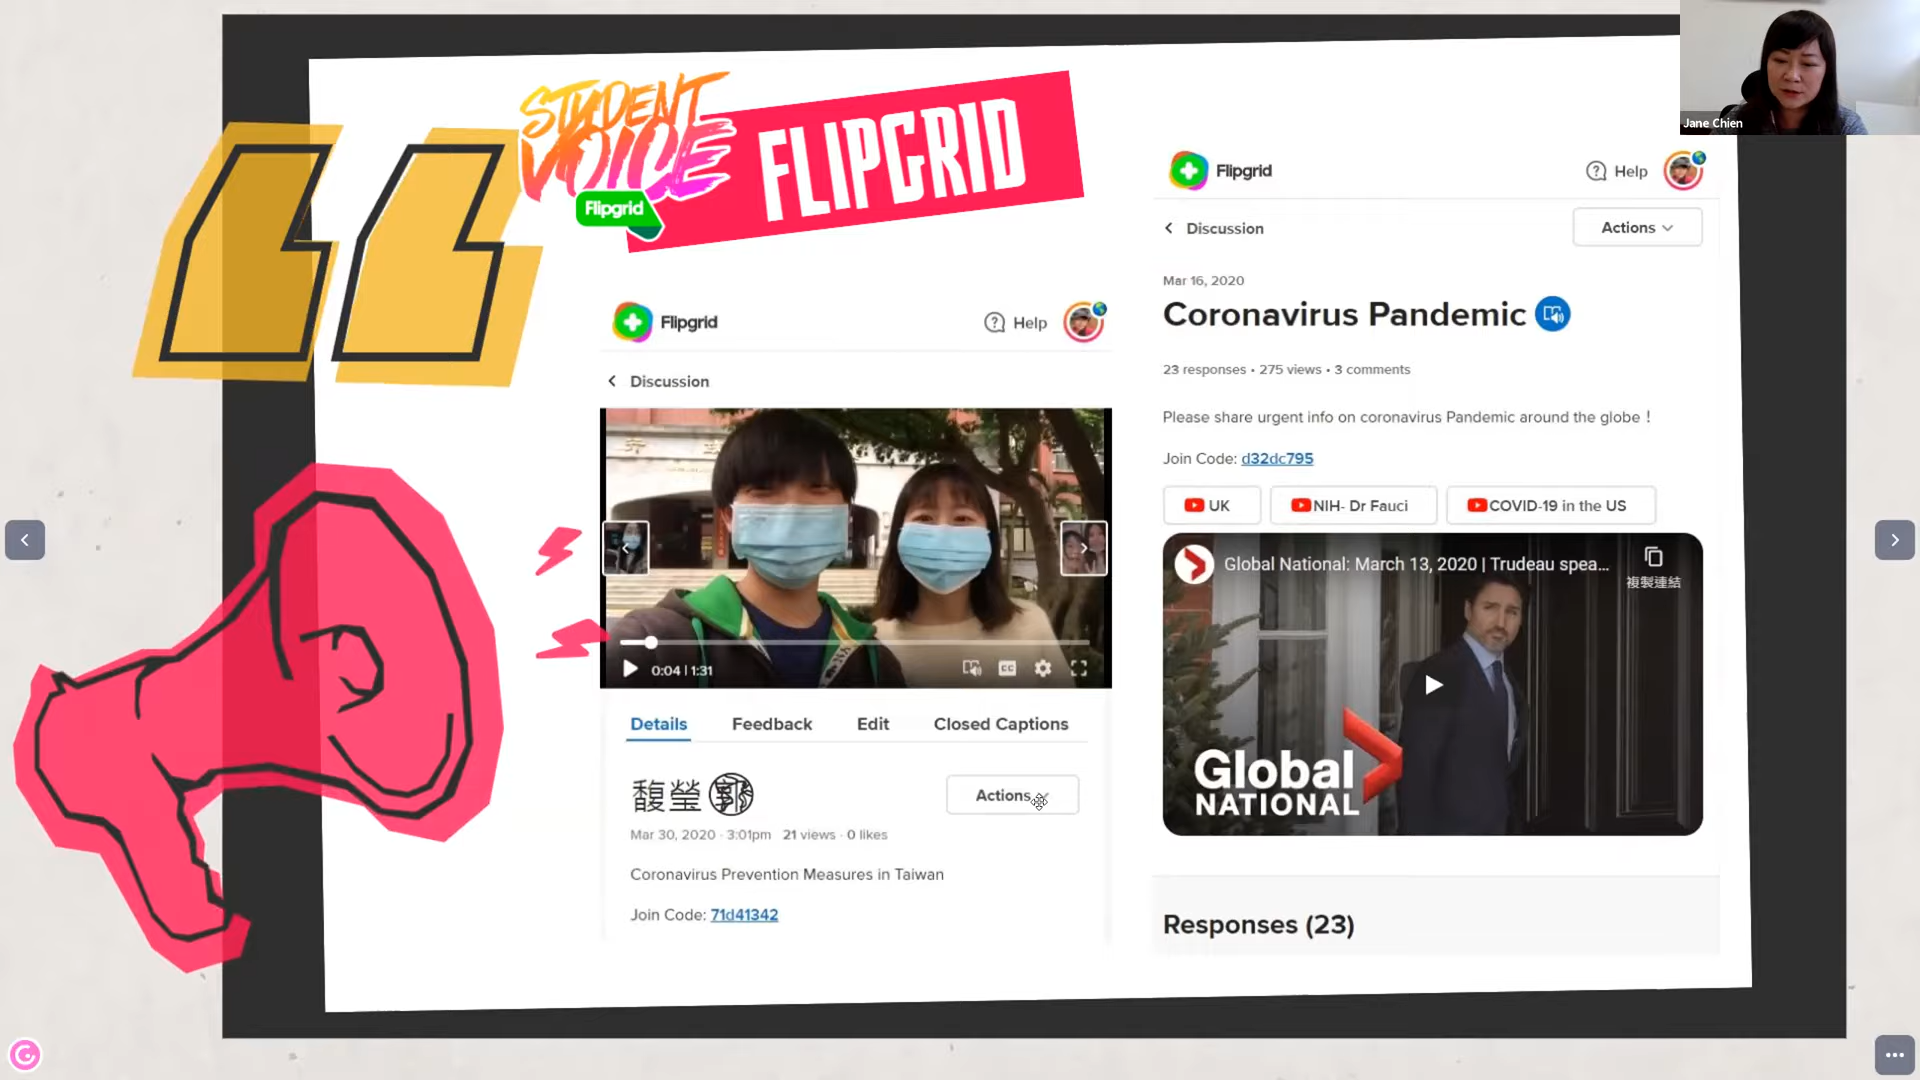 STUDENT
VOICE
Flipgrid
FLIPGRID
Jane Chien
Flipgrid
Help
Discussion
0:04 | 1:31
CC
Details
Feedback
Edit
Closed Captions
馥瑩 郭
Actions
Mar 30, 2020 · 3:01pm 21 views · 0 likes
Coronavirus Prevention Measures in Taiwan
Join Code: 71d41342
Flipgrid
Help
Discussion
Actions
Mar 16, 2020
Coronavirus Pandemic
23 responses • 275 views • 3 comments
Please share urgent info on coronavirus Pandemic around the globe！
Join Code: d32dc795
UK
NIH- Dr Fauci
COVID-19 in the US
Global National: March 13, 2020 | Trudeau spea...
複製連結
Global
NATIONAL
Responses (23)